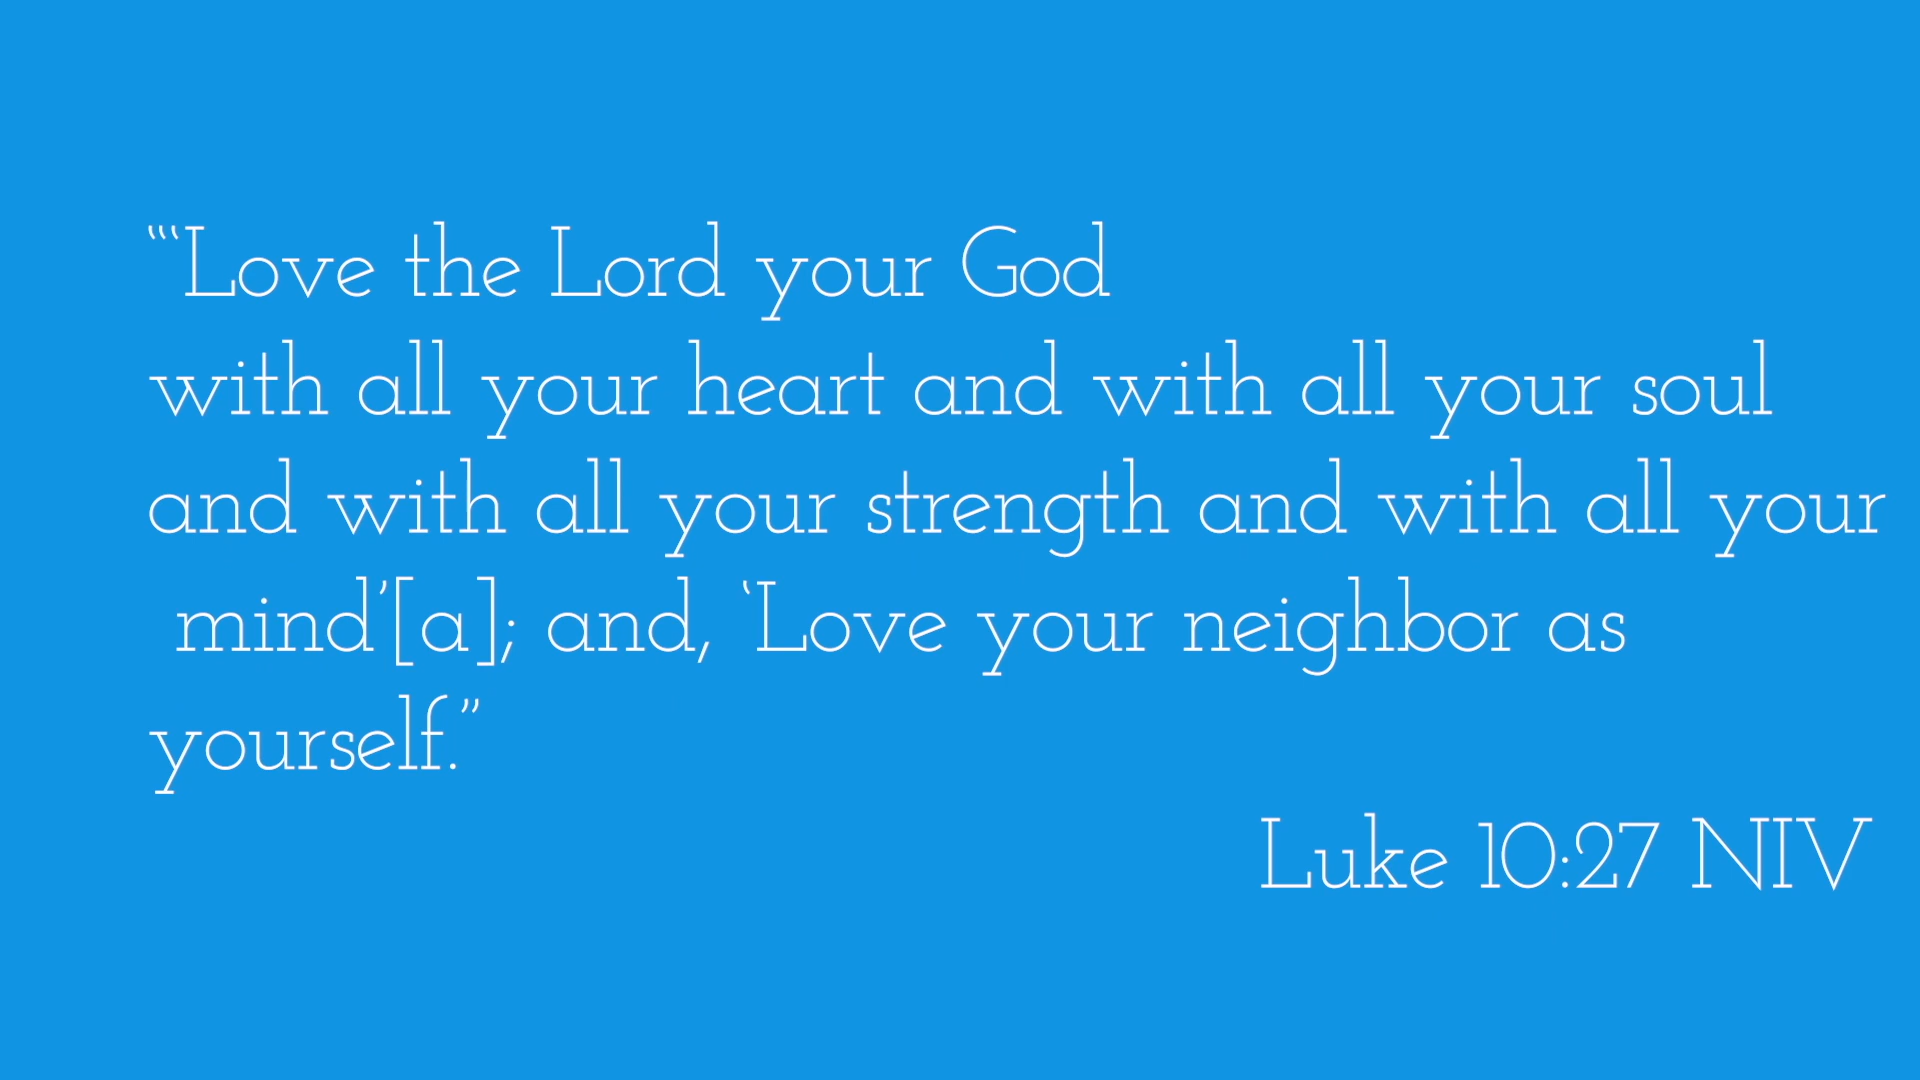 “‘Love the Lord your God
with all your heart and with all your soul
and with all your strength and with all your
mind’[a]; and, ‘Love your neighbor as
yourself.”
Luke 10:27 NIV